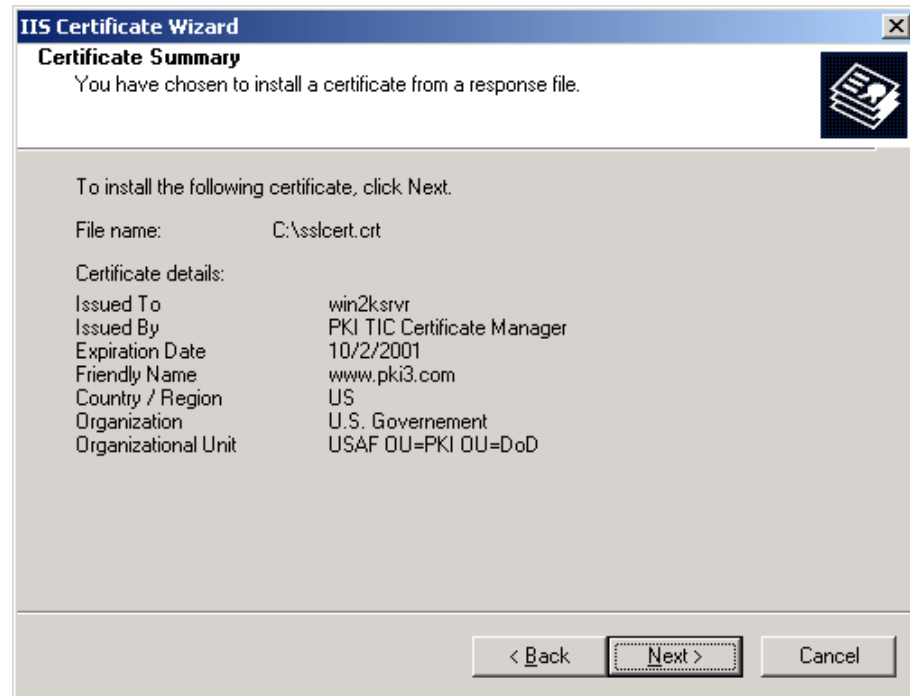 IIS Certificate Wizard
Certificate Summary
You have chosen to install a certificate from a response file.
To install the following certificate, click Next.
File name: C:\sslcert.crt
Certificate details:
Issued To win2ksrvr
Issued By PKI TIC Certificate Manager
Expiration Date 10/2/2001
Friendly Name www.pki3.com
Country / Region US
Organization U.S. Governement
Organizational Unit USAF OU=PKI OU=DoD
< Back Next > Cancel